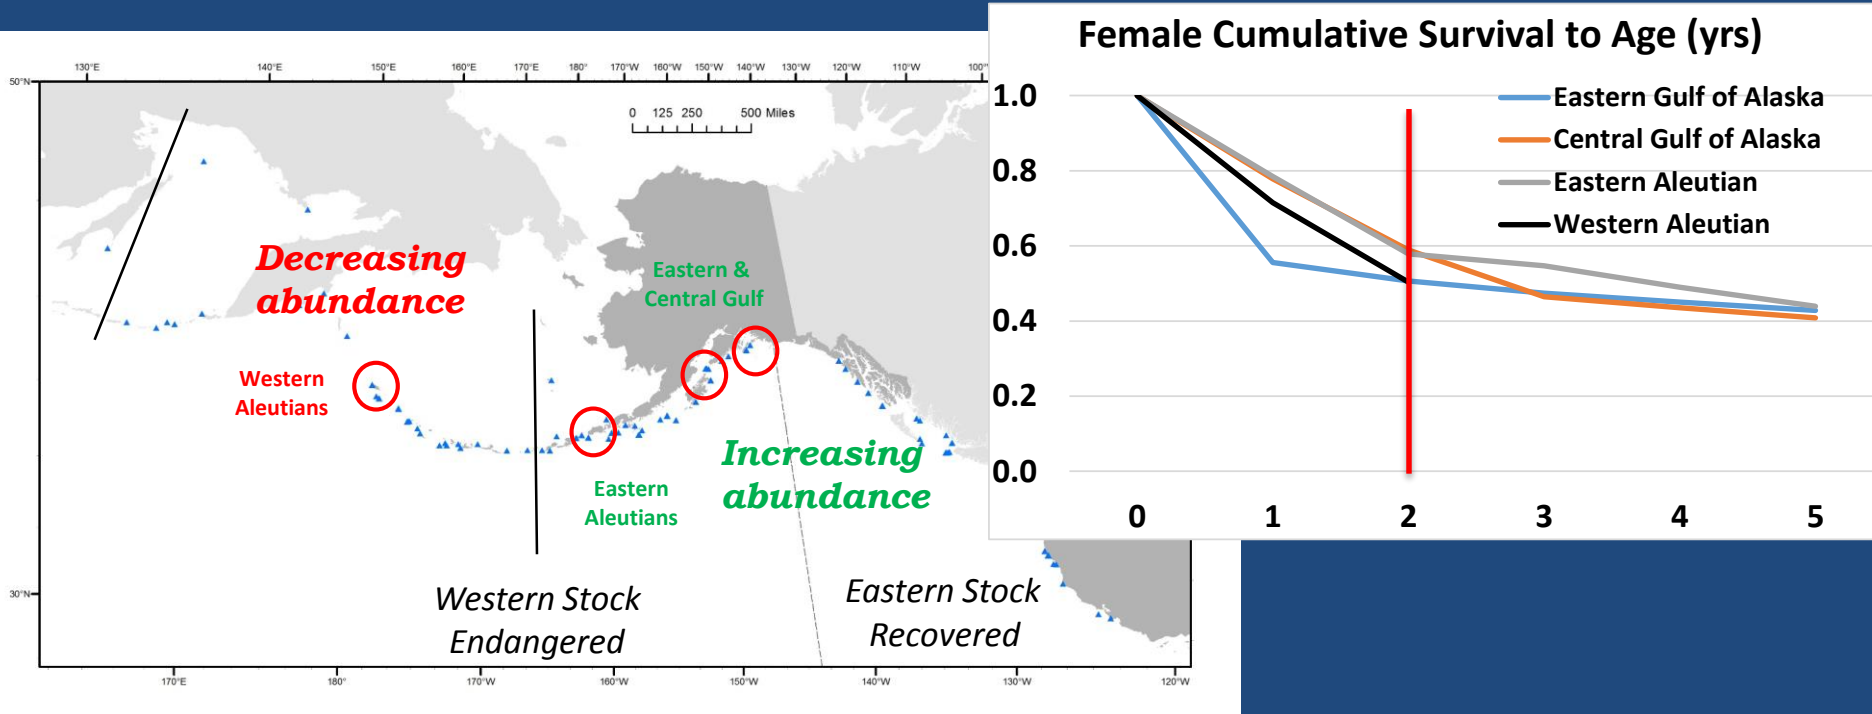 Female Cumulative Survival to Age (yrs)
1.0
0.8
0.6
0.4
0.2
0.0
0 1 2 3 4 5
Eastern Gulf of Alaska
Central Gulf of Alaska
Eastern Aleutian
Western Aleutian
130°E 140°E 150°E 160°E 170°E 180° 170°W 160°W 150°W 140°W 130°W 120°W 110°W 100°
50°N
0 125 250 500 Miles
Decreasing
abundance
Eastern &
Central Gulf
Western
Aleutians
Increasing
abundance
Eastern
Aleutians
30°N
Western Stock
Endangered
Eastern Stock
Recovered
170°E 180° 170°W 160°W 150°W 140°W 130°W 120°W